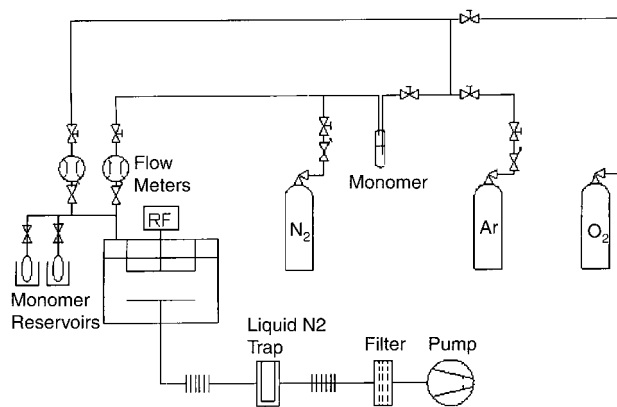 Flow
Meters
RF
Monomer
N2
Ar
O2
Monomer
Reservoirs
Liquid N2
Trap
Filter
Pump